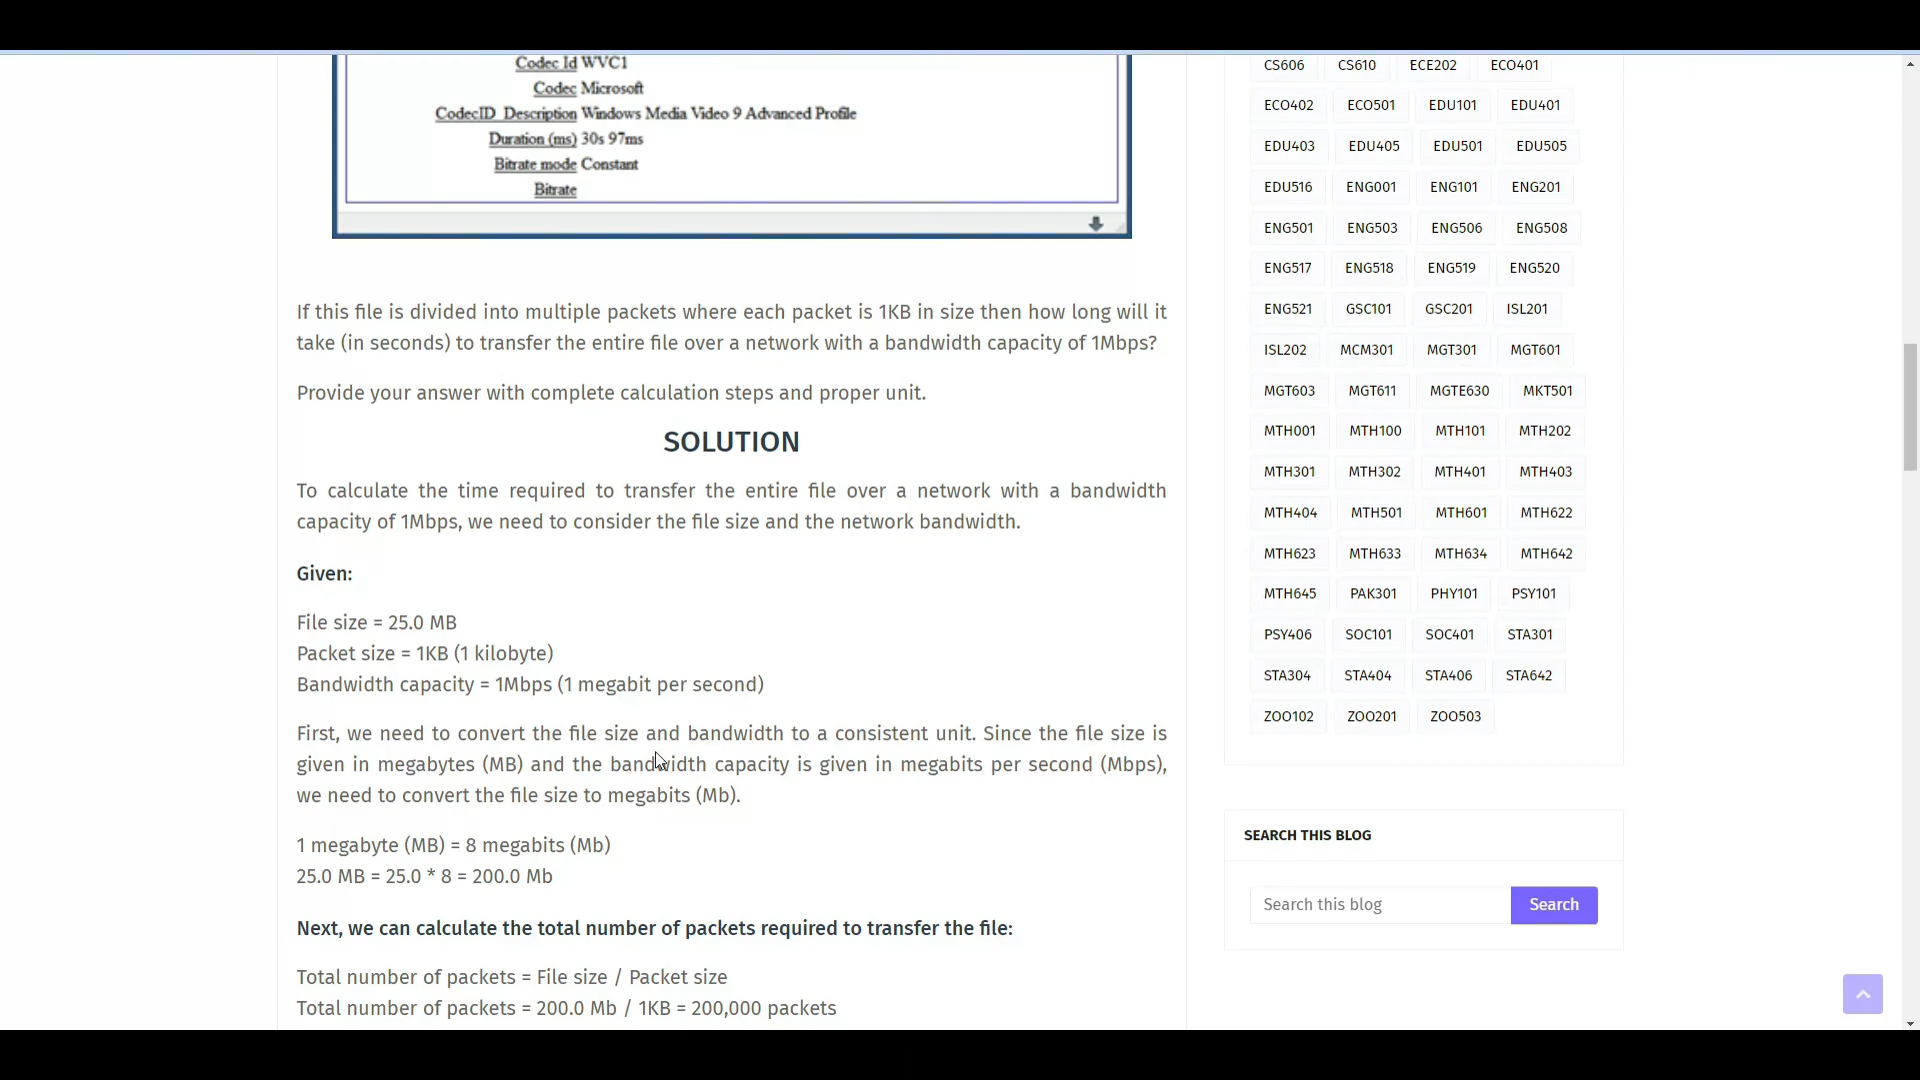 Codec Id WVC1
Codec Microsoft
CodecID_Description Windows Media Video 9 Advanced Profile
Duration (ms) 30s 97ms
Bitrate mode Constant
Bitrate
If this file is divided into multiple packets where each packet is 1KB in size then how long will it
take (in seconds) to transfer the entire file over a network with a bandwidth capacity of 1Mbps?
Provide your answer with complete calculation steps and proper unit.
SOLUTION
To calculate the time required to transfer the entire file over a network with a bandwidth
capacity of 1Mbps, we need to consider the file size and the network bandwidth.
Given:
File size = 25.0 MB
Packet size = 1KB (1 kilobyte)
Bandwidth capacity = 1Mbps (1 megabit per second)
First, we need to convert the file size and bandwidth to a consistent unit. Since the file size is
given in megabytes (MB) and the bandwidth capacity is given in megabits per second (Mbps),
we need to convert the file size to megabits (Mb).
1 megabyte (MB) = 8 megabits (Mb)
25.0 MB = 25.0 * 8 = 200.0 Mb
Next, we can calculate the total number of packets required to transfer the file:
Total number of packets = File size / Packet size
Total number of packets = 200.0 Mb / 1KB = 200,000 packets
CS606 CS610 ECE202 ECO401
ECO402 ECO501 EDU101 EDU401
EDU403 EDU405 EDU501 EDU505
EDU516 ENG001 ENG101 ENG201
ENG501 ENG503 ENG506 ENG508
ENG517 ENG518 ENG519 ENG520
ENG521 GSC101 GSC201 ISL201
ISL202 MCM301 MGT301 MGT601
MGT603 MGT611 MGTE630 MKT501
MTH001 MTH100 MTH101 MTH202
MTH301 MTH302 MTH401 MTH403
MTH404 MTH501 MTH601 MTH622
MTH623 MTH633 MTH634 MTH642
MTH645 PAK301 PHY101 PSY101
PSY406 SOC101 SOC401 STA301
STA304 STA404 STA406 STA642
ZOO102 ZOO201 ZOO503
SEARCH THIS BLOG
Search this blog Search